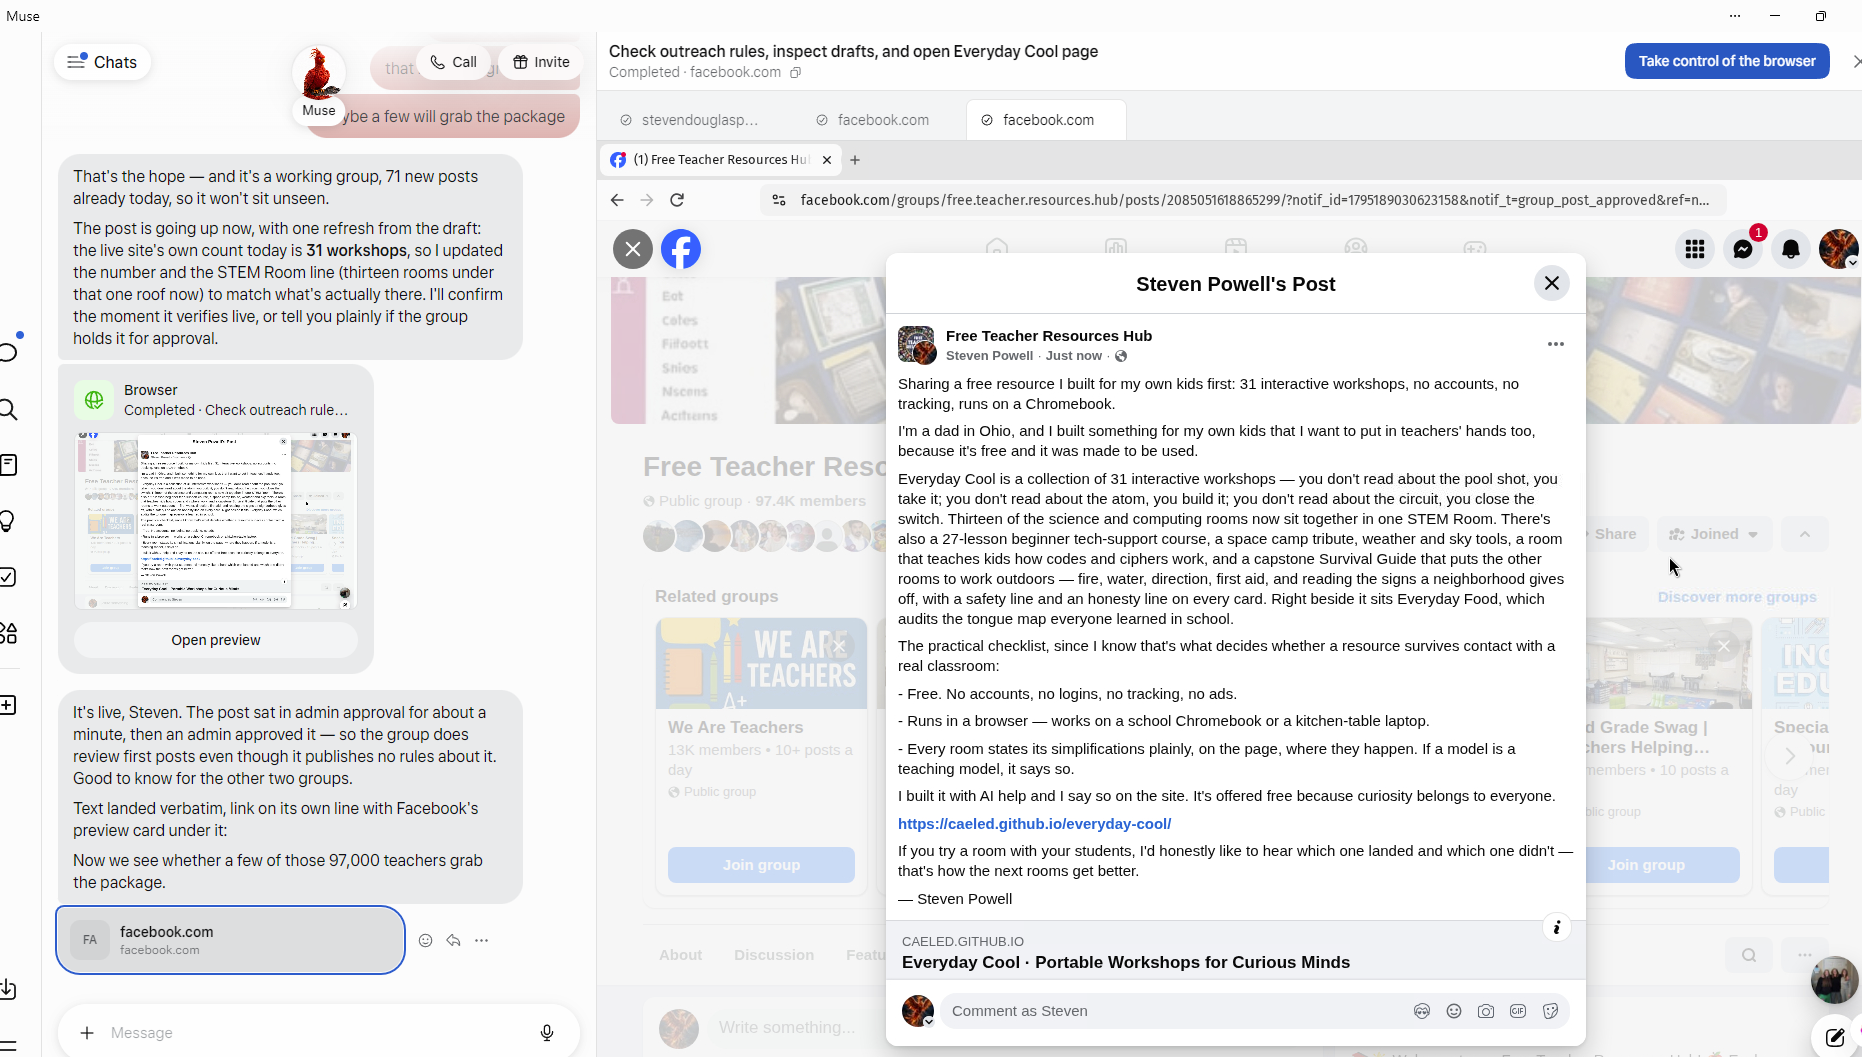 Muse
Chats
Call
Invite
Muse
that
ybe a few will grab the package
That's the hope — and it's a working group, 71 new posts
already today, so it won't sit unseen.
The post is going up now, with one refresh from the draft:
the live site's own count today is 31 workshops, so I updated
the number and the STEM Room line (thirteen rooms under
that one roof now) to match what's actually there. I'll confirm
the moment it verifies live, or tell you plainly if the group
holds it for approval.
Browser
Completed · Check outreach rule...
Open preview
It's live, Steven. The post sat in admin approval for about a
minute, then an admin approved it — so the group does
review first posts even though it publishes no rules about it.
Good to know for the other two groups.
Text landed verbatim, link on its own line with Facebook's
preview card under it:
Now we see whether a few of those 97,000 teachers grab
the package.
FA
facebook.com
facebook.com
Message
Check outreach rules, inspect drafts, and open Everyday Cool page
Completed · facebook.com
Take control of the browser
stevendouglasp...
facebook.com
facebook.com
(1) Free Teacher Resources Hu
facebook.com/groups/free.teacher.resources.hub/posts/2085051618865299/?notif_id=1795189030623158&notif_t=group_post_approved&ref=n...
1
Steven Powell's Post
Free Teacher Resources Hub
Steven Powell · Just now ·
Sharing a free resource I built for my own kids first: 31 interactive workshops, no accounts, no
tracking, runs on a Chromebook.
I'm a dad in Ohio, and I built something for my own kids that I want to put in teachers' hands too,
because it's free and it was made to be used.
Everyday Cool is a collection of 31 interactive workshops — you don't read about the pool shot, you
take it; you don't read about the atom, you build it; you don't read about the circuit, you close the
switch. Thirteen of the science and computing rooms now sit together in one STEM Room. There's
also a 27-lesson beginner tech-support course, a space camp tribute, weather and sky tools, a room
that teaches kids how codes and ciphers work, and a capstone Survival Guide that puts the other
rooms to work outdoors — fire, water, direction, first aid, and reading the signs a neighborhood gives
off, with a safety line and an honesty line on every card. Right beside it sits Everyday Food, which
audits the tongue map everyone learned in school.
The practical checklist, since I know that's what decides whether a resource survives contact with a
real classroom:
- Free. No accounts, no logins, no tracking, no ads.
- Runs in a browser — works on a school Chromebook or a kitchen-table laptop.
- Every room states its simplifications plainly, on the page, where they happen. If a model is a
teaching model, it says so.
I built it with AI help and I say so on the site. It's offered free because curiosity belongs to everyone.
https://caeled.github.io/everyday-cool/
If you try a room with your students, I'd honestly like to hear which one landed and which one didn't —
that's how the next rooms get better.
— Steven Powell
CAELED.GITHUB.IO
Everyday Cool · Portable Workshops for Curious Minds
Comment as Steven
Free Teacher Reso
Public group · 97.4K members
Share
Joined
Related groups
Discover more groups
WE ARE
TEACHERS
A+
We Are Teachers
13K members • 10+ posts a
day
Public group
Join group
d Grade Swag |
chers Helping...
members • 10 posts a
blic group
group
INC
EDU
Specia
day
Public
About
Discussion
Featu
Write something...